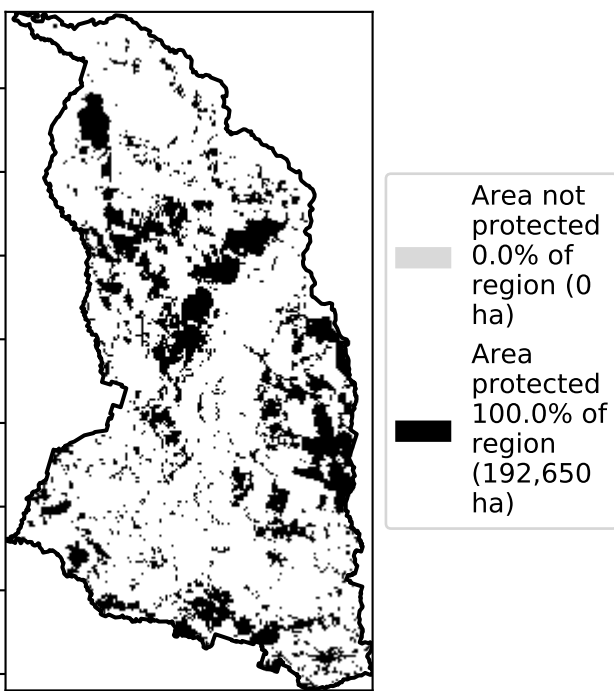 Area not
protected
0.0% of
region (0
ha)
Area
protected
100.0% of
region
(192,650
ha)